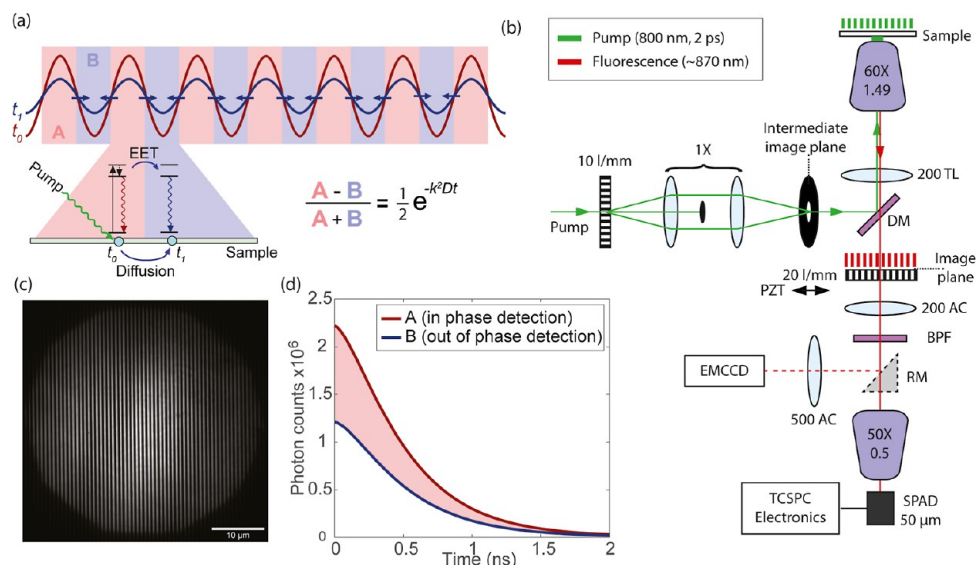 (a)
B
t1
t0
A
EET
Pump
t0
t1
Sample
Diffusion
A - B
A + B
= 1/2 e^-k²Dt
(b)
Pump (800 nm, 2 ps)
Fluorescence (~870 nm)
Sample
60X
1.49
Intermediate
image plane
10 l/mm
1X
200 TL
Pump
DM
Image
plane
20 l/mm
PZT
200 AC
BPF
EMCCD
RM
500 AC
50X
0.5
TCSPC
Electronics
SPAD
50 µm
(c)
10 µm
(d)
2.5
2
1.5
1
0.5
0
Photon counts x10⁶
A (in phase detection)
B (out of phase detection)
0
0.5
1
1.5
2
Time (ns)